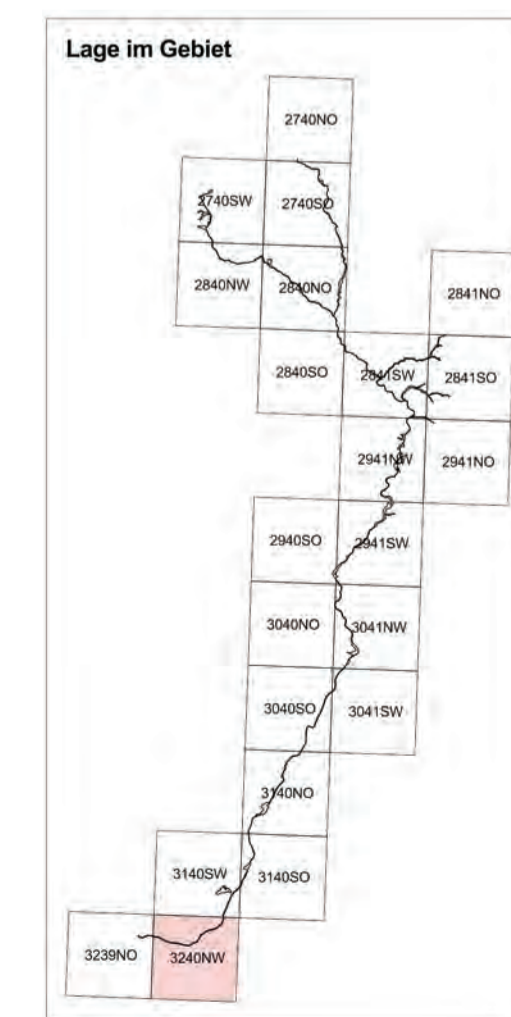 Lage im Gebiet
2740NO
2740SW 2740SO
2840NW 2840NO 2841NO
2840SO 2841SW 2841SO
2941NW 2941NO
2940SO 2941SW
3040NO 3041NW
3040SO 3041SW
3140NO
3140SW 3140SO
3239NO 3240NW